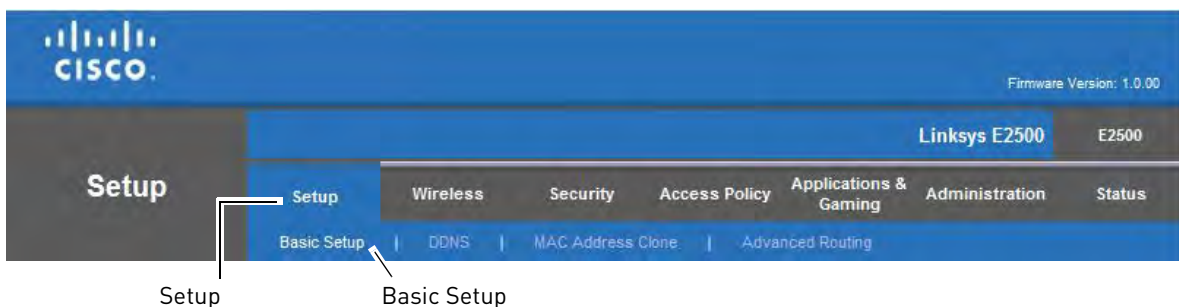 CISCO.
Firmware Version: 1.0.00
Linksys E2500 E2500
Setup
Setup Wireless Security Access Policy Applications & Gaming Administration Status
Basic Setup | DDNS | MAC Address Clone | Advanced Routing
Setup Basic Setup